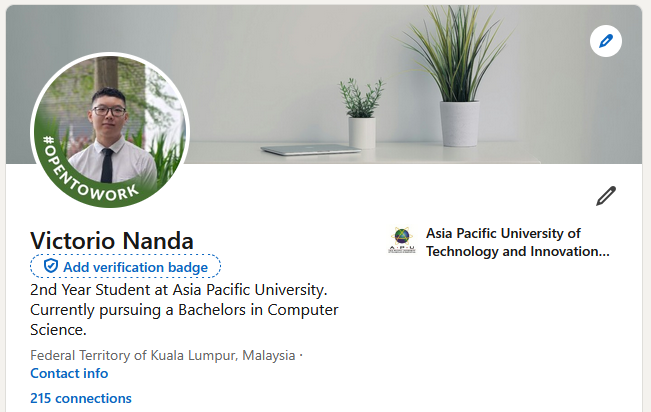 #OPENTOWORK
Victorio Nanda
Add verification badge
2nd Year Student at Asia Pacific University.
Currently pursuing a Bachelors in Computer
Science.
Federal Territory of Kuala Lumpur, Malaysia ·
Contact info
215 connections
A · P · U
Asia Pacific University of
Technology and Innovation...